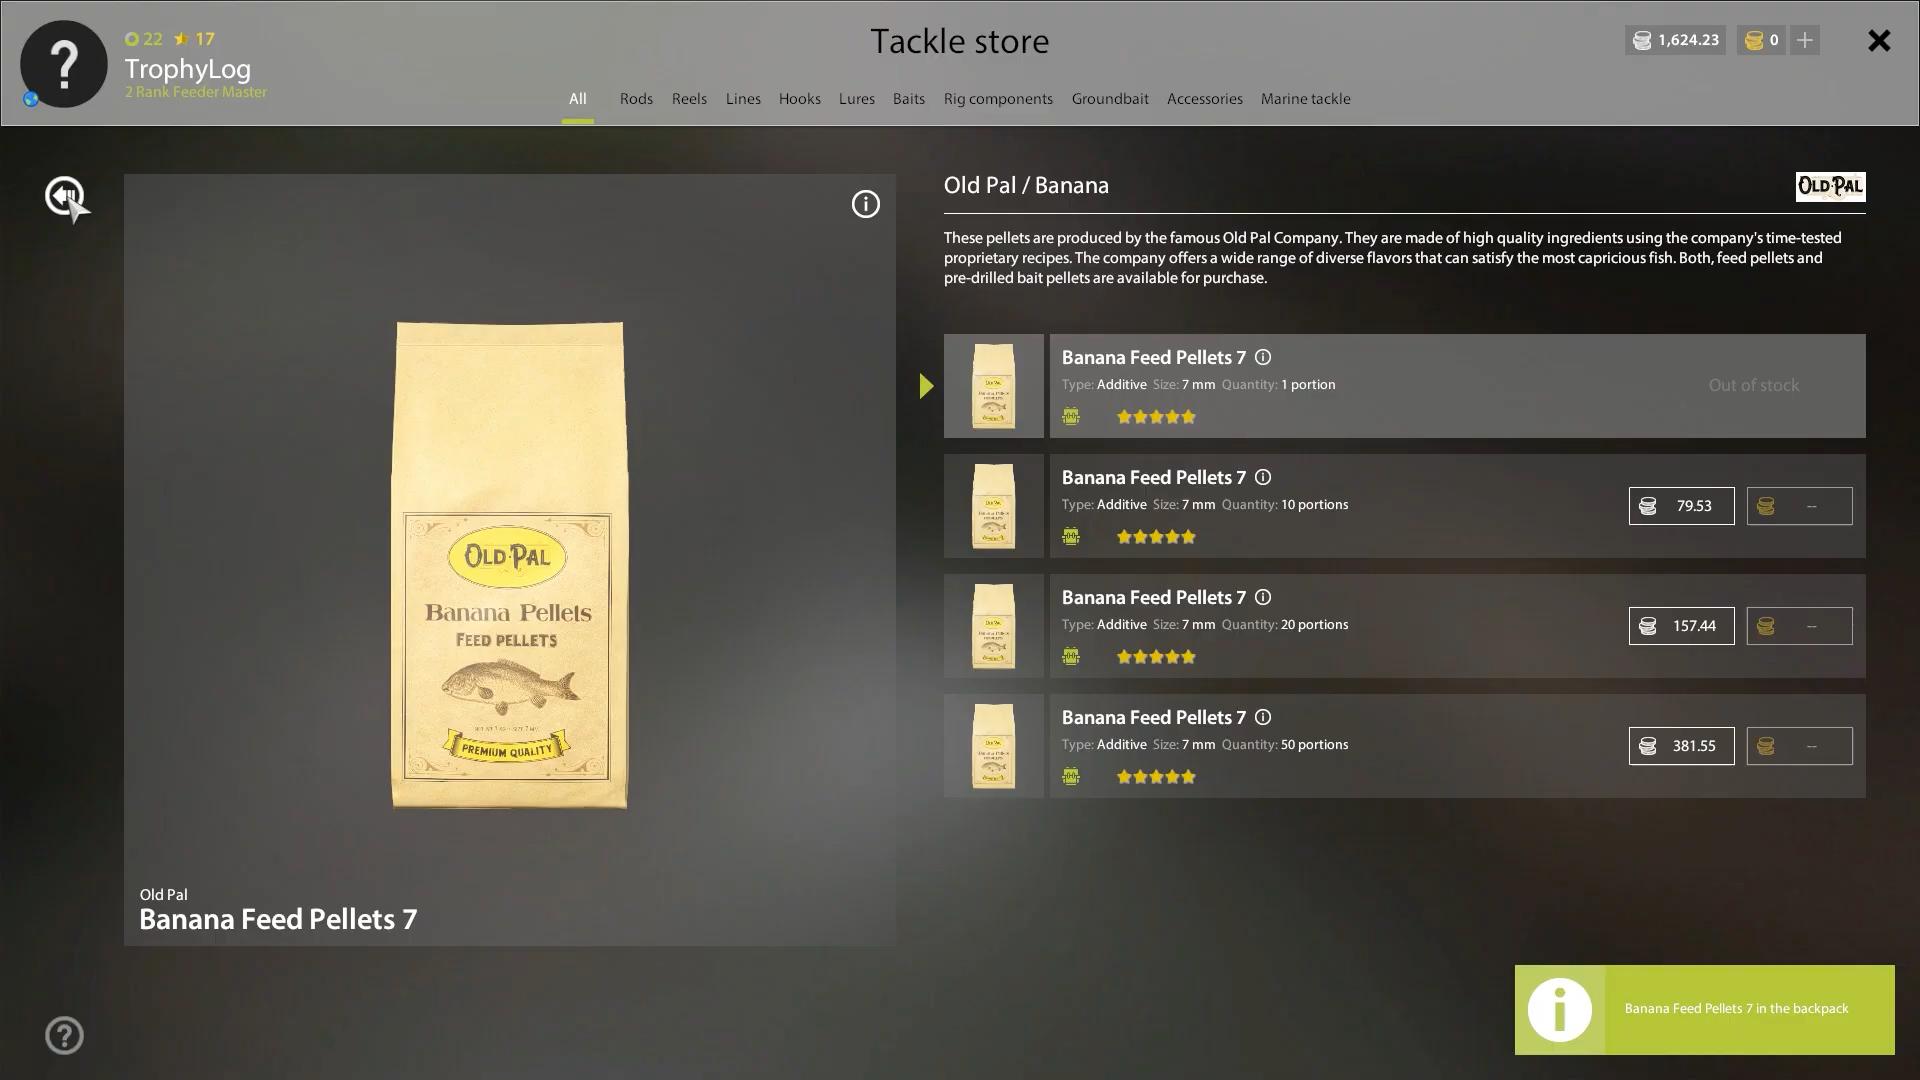 22 17
TrophyLog
2 Rank Feeder Master
Tackle store
1,624.23 0
All Rods Reels Lines Hooks Lures Baits Rig components Groundbait Accessories Marine tackle
OLD PAL
Banana Pellets
FEED PELLETS
PREMIUM QUALITY
Old Pal
Banana Feed Pellets 7
Old Pal / Banana
OLD PAL
These pellets are produced by the famous Old Pal Company. They are made of high quality ingredients using the company's time-tested
proprietary recipes. The company offers a wide range of diverse flavors that can satisfy the most capricious fish. Both, feed pellets and
pre-drilled bait pellets are available for purchase.
Banana Feed Pellets 7
Type: Additive Size: 7 mm Quantity: 1 portion
Out of stock
Banana Feed Pellets 7
Type: Additive Size: 7 mm Quantity: 10 portions
79.53 --
Banana Feed Pellets 7
Type: Additive Size: 7 mm Quantity: 20 portions
157.44 --
Banana Feed Pellets 7
Type: Additive Size: 7 mm Quantity: 50 portions
381.55 --
Banana Feed Pellets 7 in the backpack